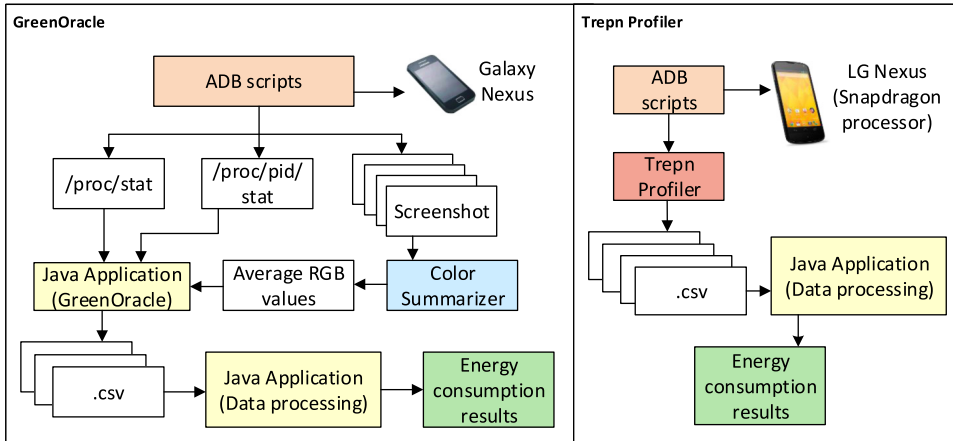 GreenOracle
ADB scripts
Galaxy
Nexus
/proc/stat
/proc/pid/
stat
Screenshot
Java Application
(GreenOracle)
Average RGB
values
Color
Summarizer
.csv
Java Application
(Data processing)
Energy
consumption
results
Trepn Profiler
ADB
scripts
LG Nexus
(Snapdragon
processor)
Trepn
Profiler
.csv
Java Application
(Data processing)
Energy
consumption
results